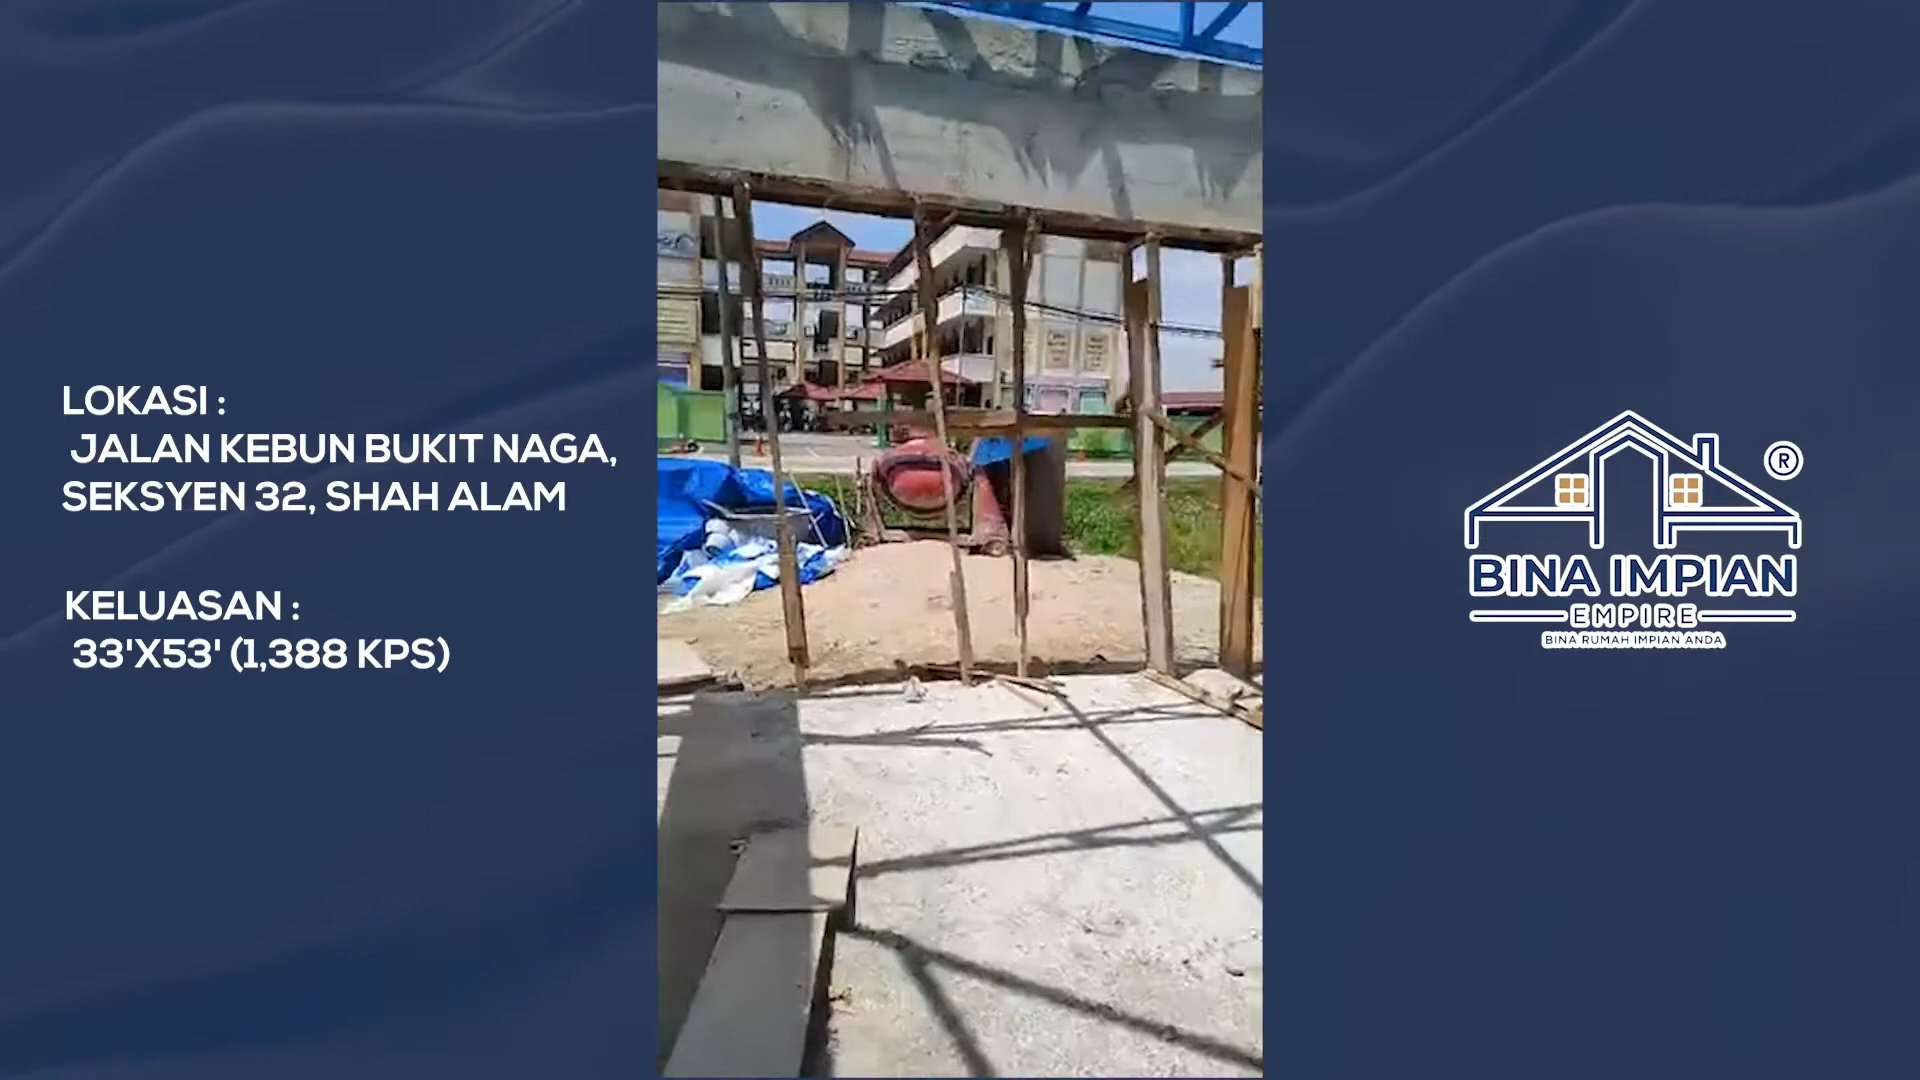 LOKASI :
JALAN KEBUN BUKIT NAGA,
SEKSYEN 32, SHAH ALAM
KELUASAN :
33'X53' (1,388 KPS)
®
BINA IMPIAN
EMPIRE
BINA RUMAH IMPIAN ANDA